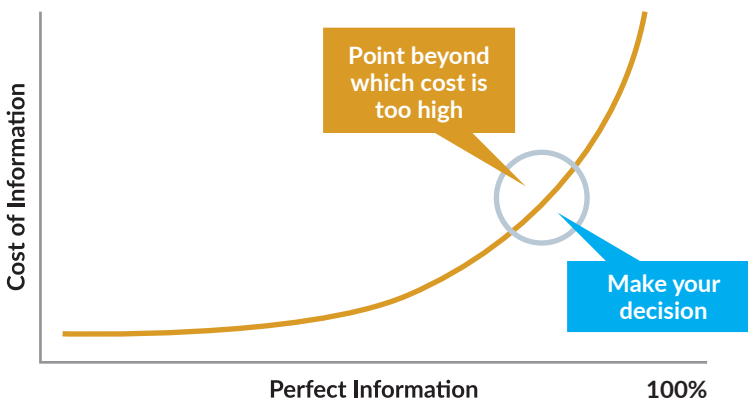 Point beyond
which cost is
too high
Cost of Information
Make your
decision
Perfect Information
100%